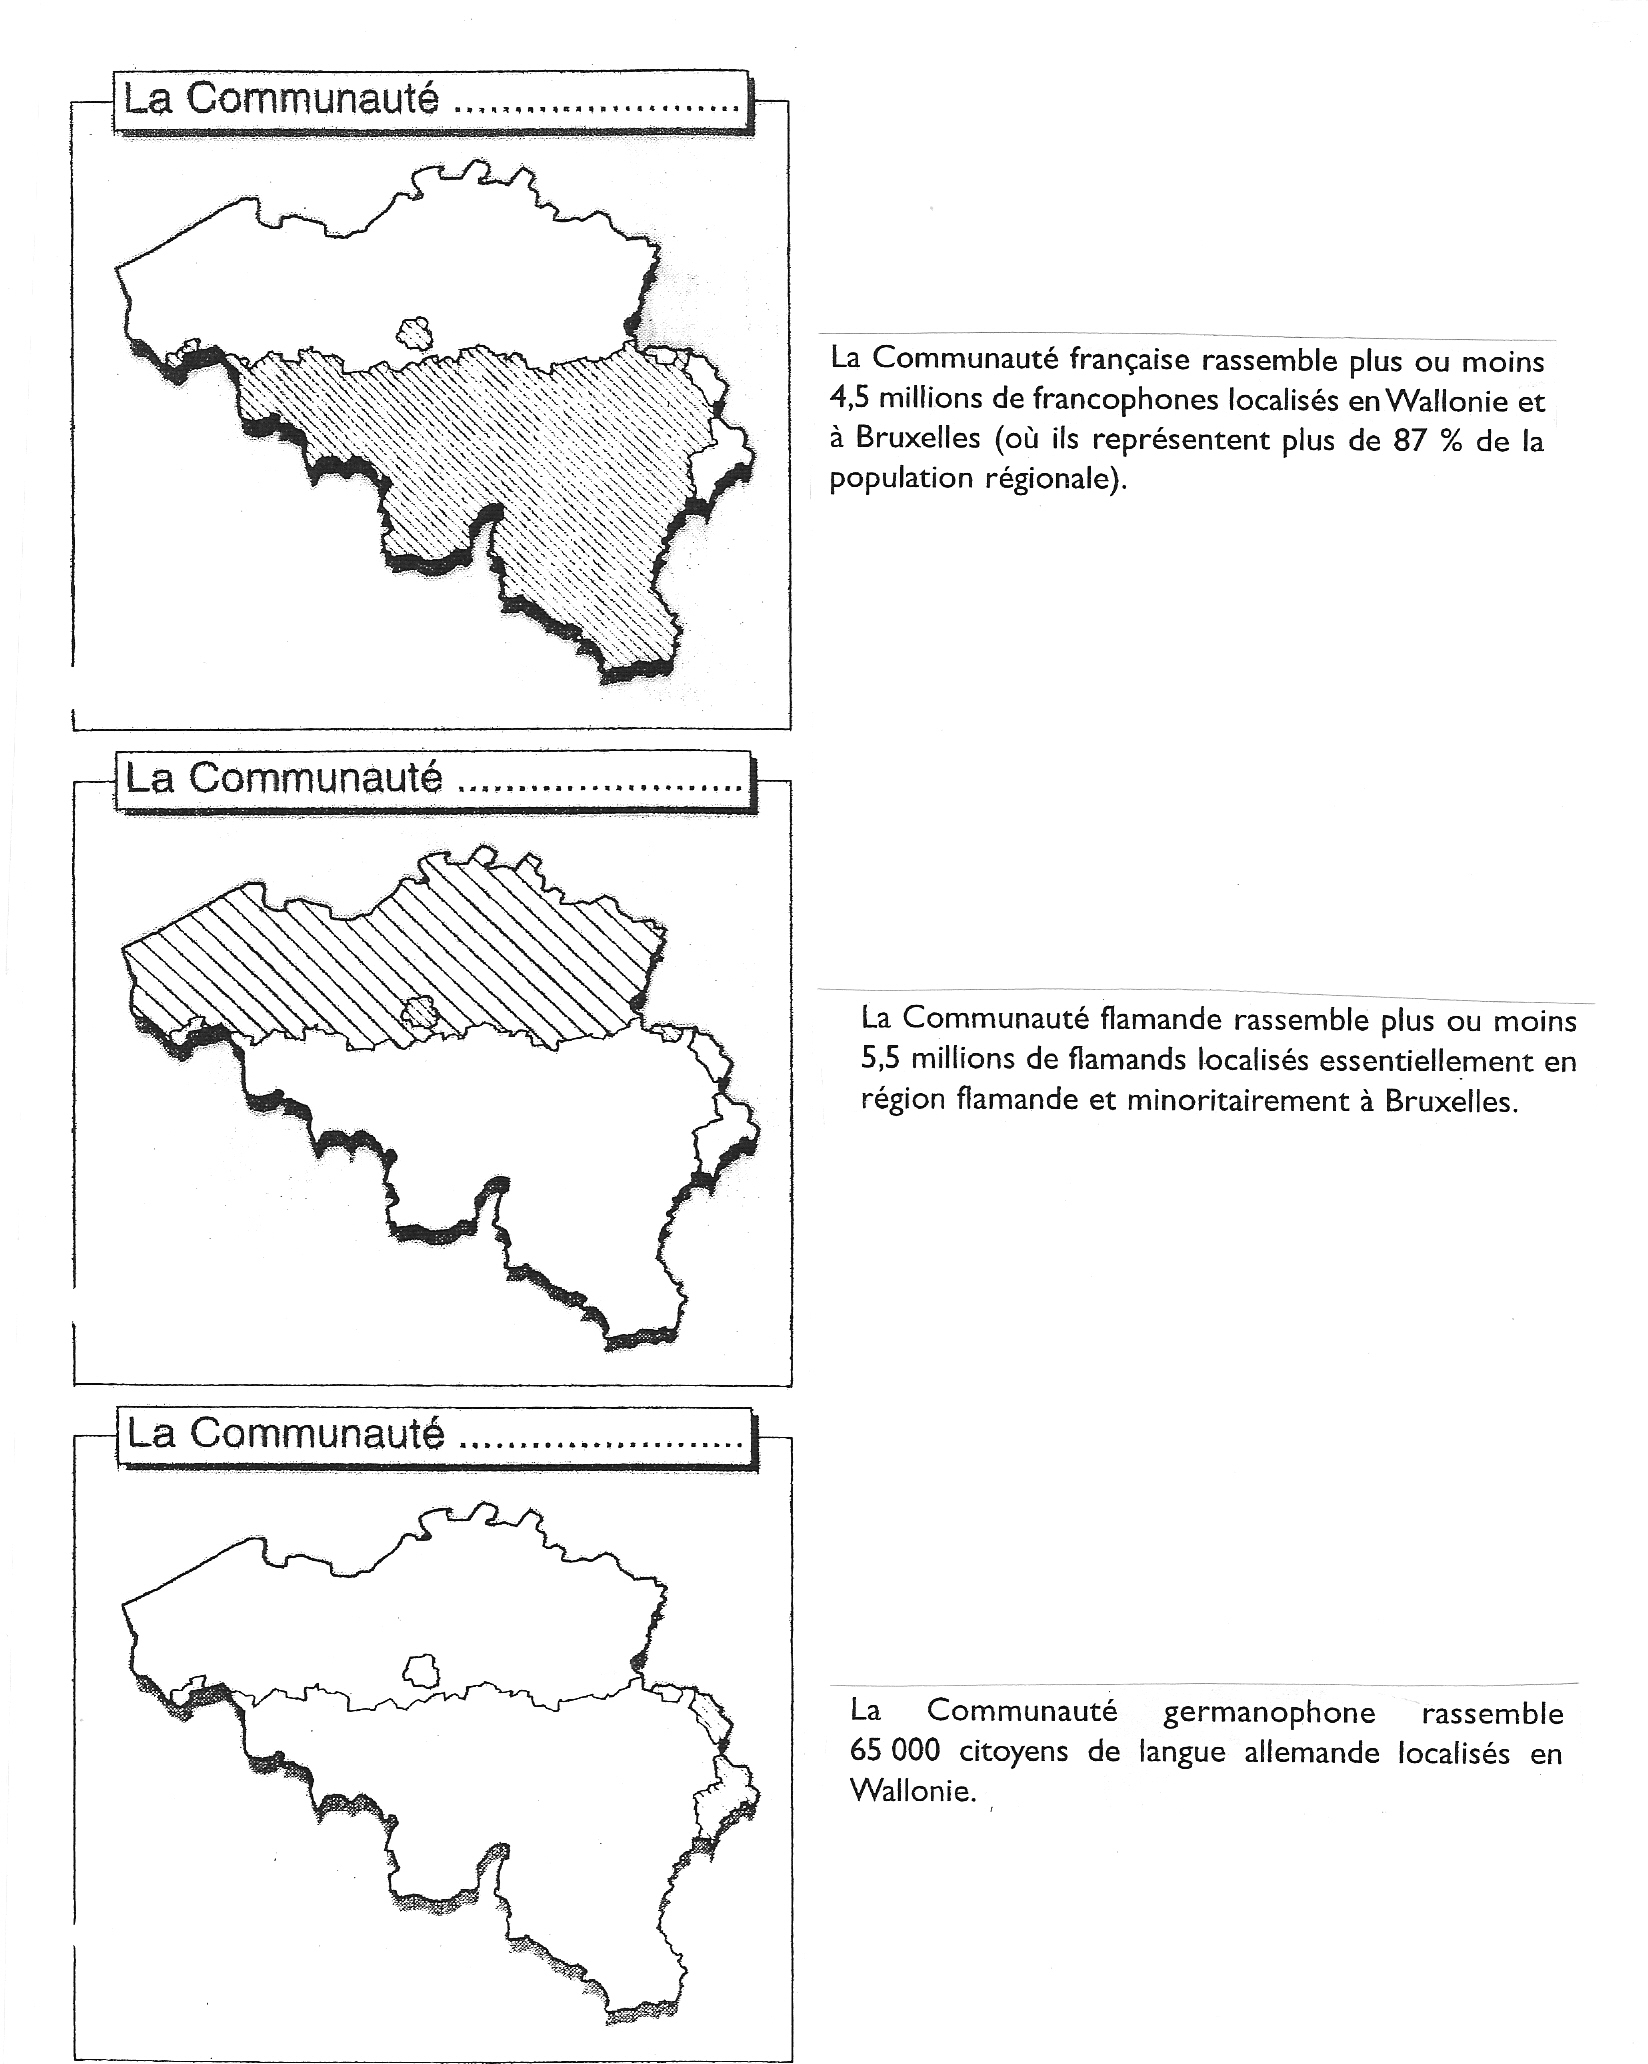 La Communauté ........................
La Communauté française rassemble plus ou moins
4,5 millions de francophones localisés en Wallonie et
à Bruxelles (où ils représentent plus de 87 % de la
population régionale).
La Communauté ........................
La Communauté flamande rassemble plus ou moins
5,5 millions de flamands localisés essentiellement en
région flamande et minoritairement à Bruxelles.
La Communauté ........................
La Communauté germanophone rassemble
65 000 citoyens de langue allemande localisés en
Wallonie.